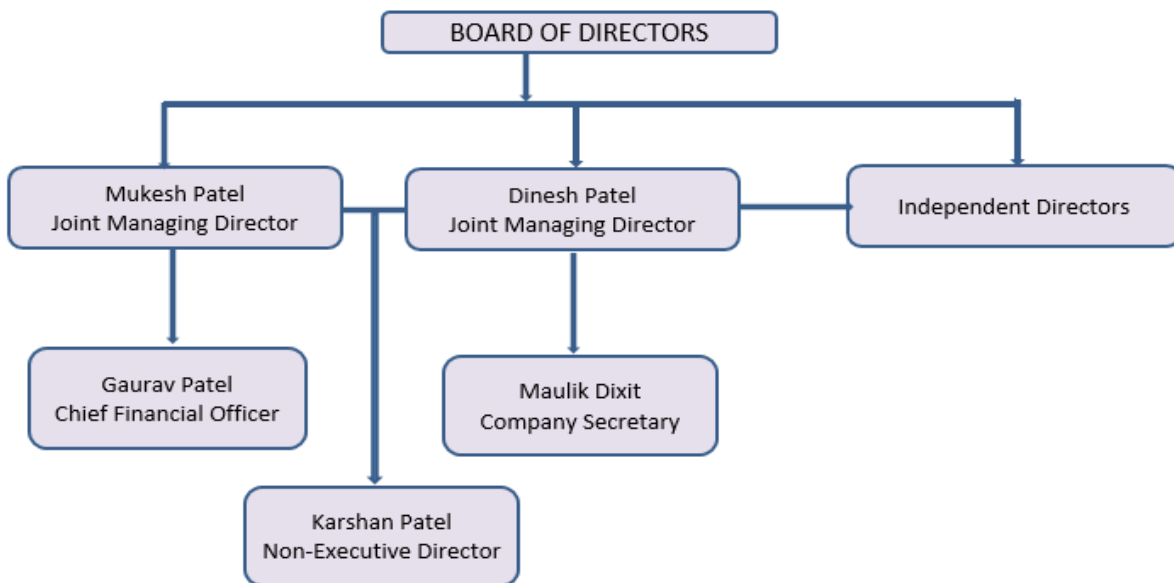 BOARD OF DIRECTORS
Mukesh Patel
Joint Managing Director
Dinesh Patel
Joint Managing Director
Independent Directors
Gaurav Patel
Chief Financial Officer
Maulik Dixit
Company Secretary
Karshan Patel
Non-Executive Director